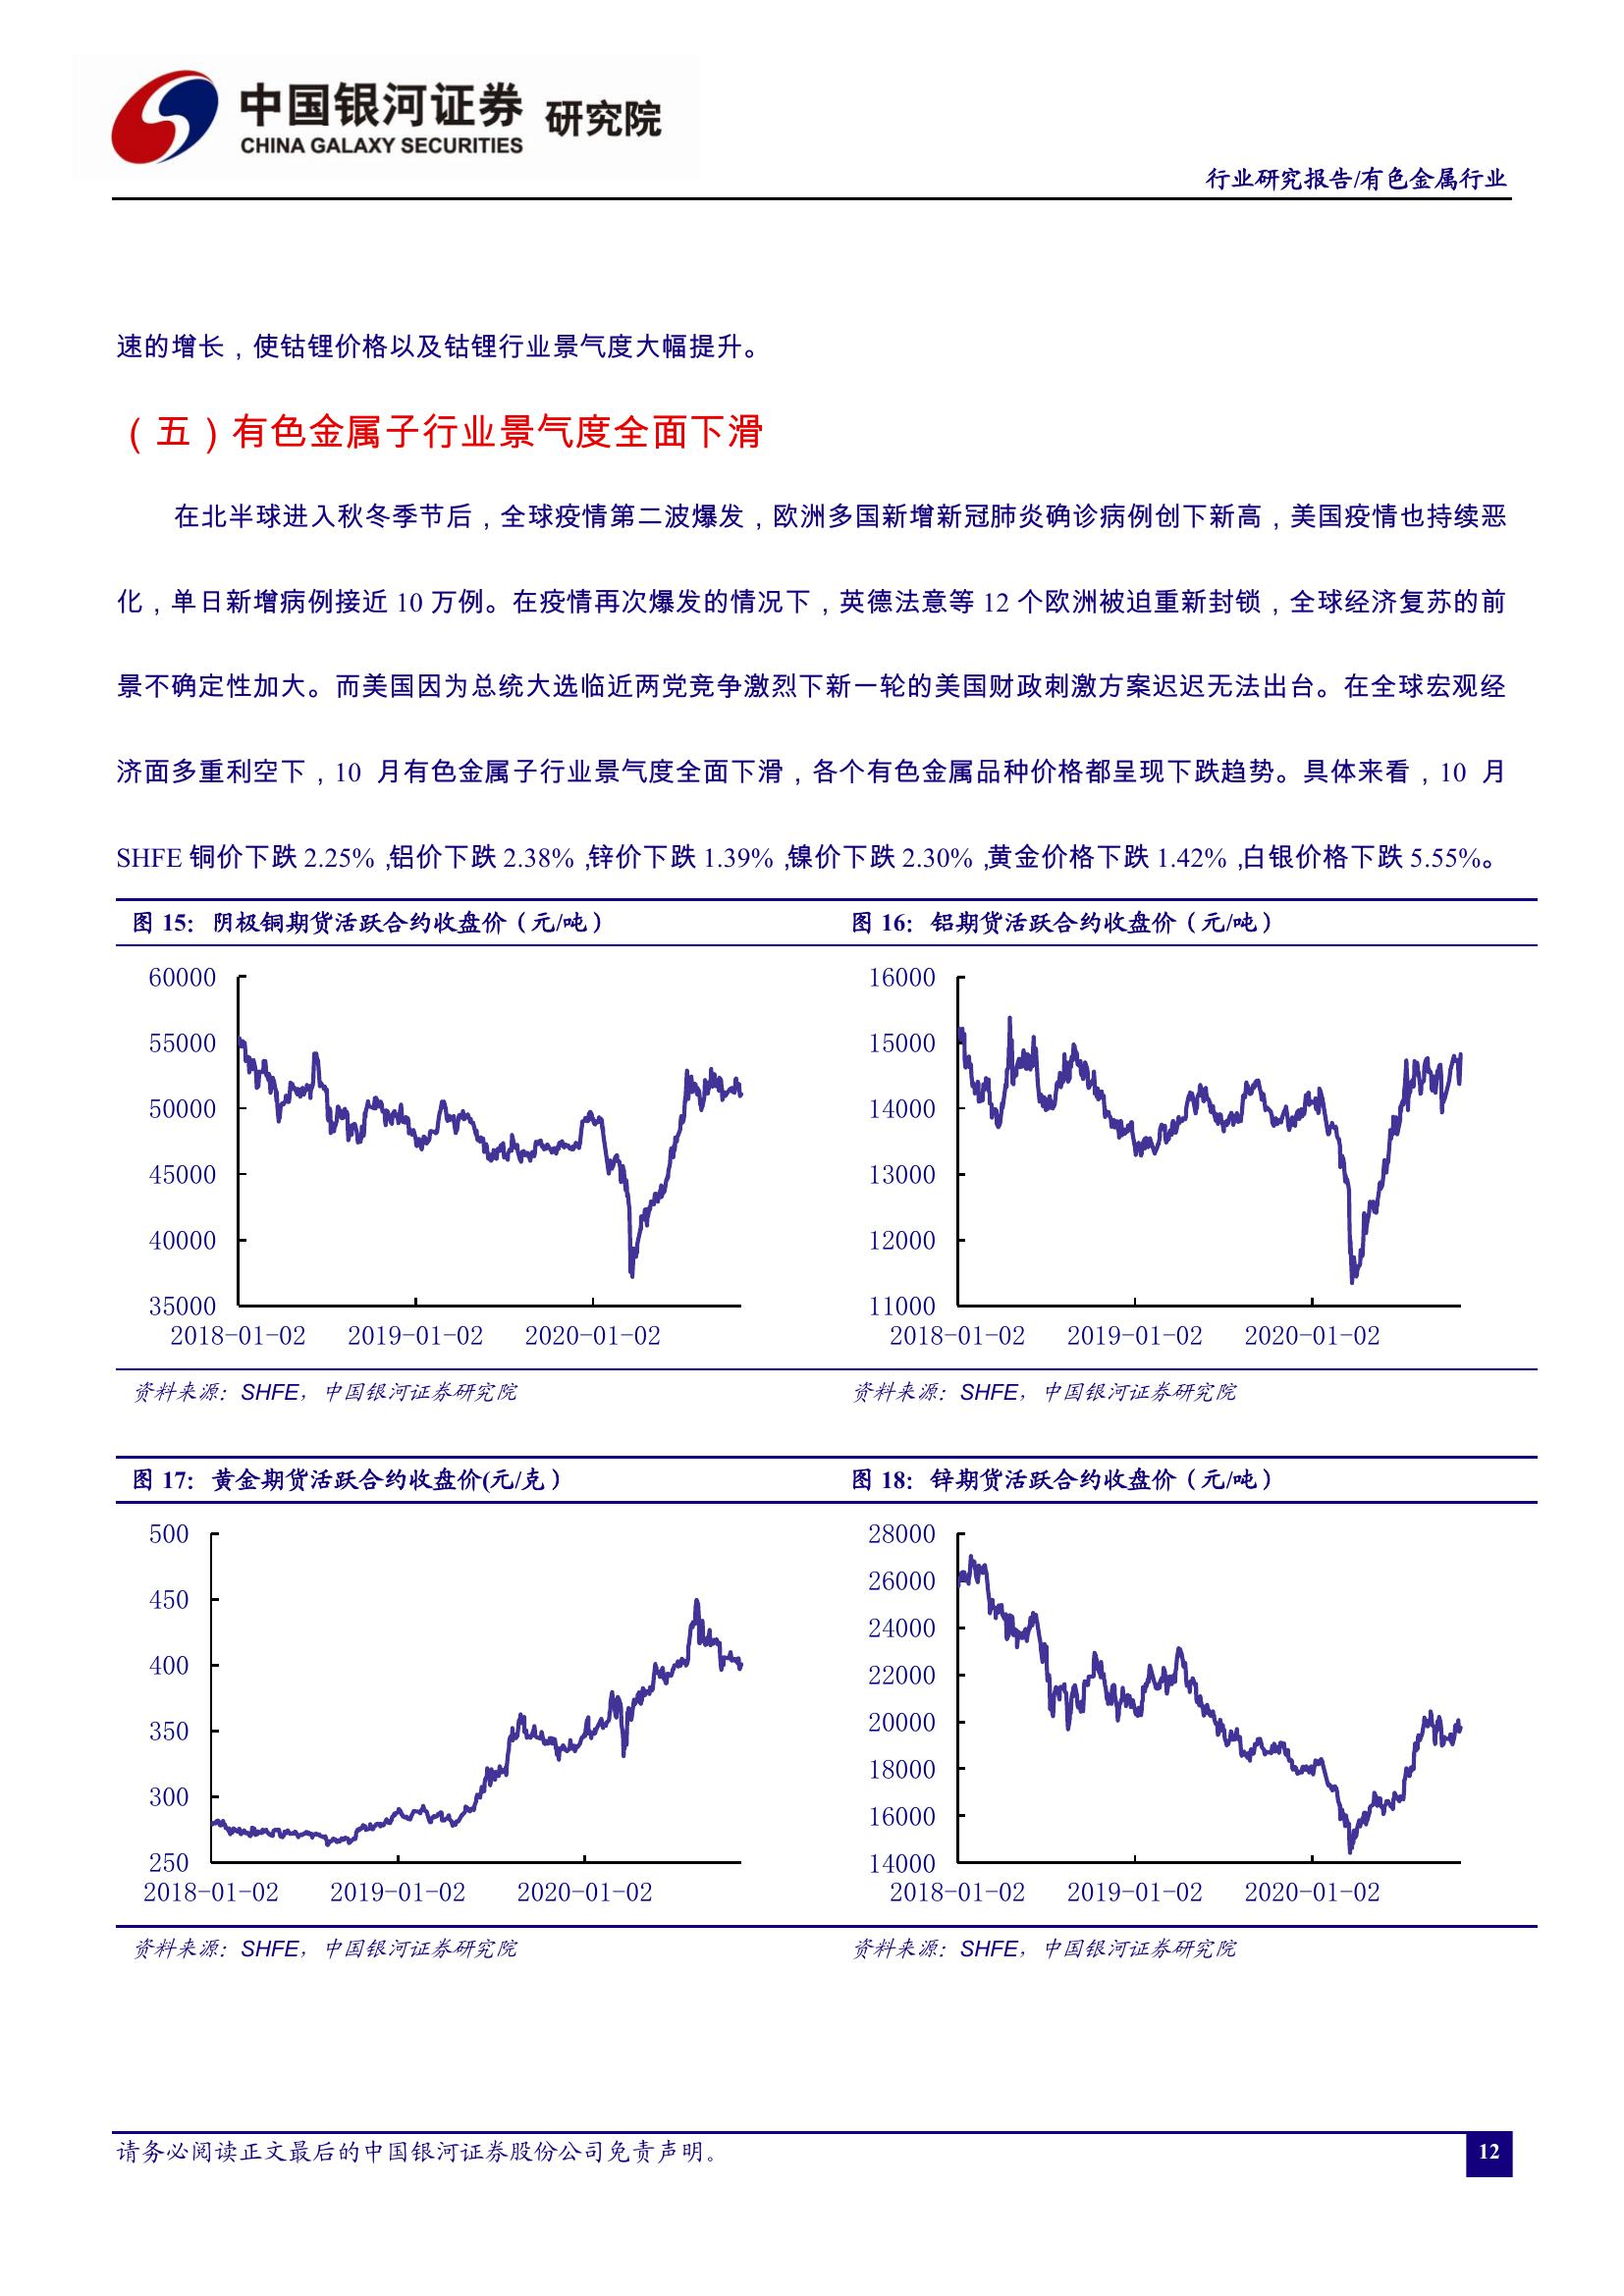 中国银河证券 研究院
CHINA GALAXY SECURITIES
行业研究报告/有色金属行业
速的增长，使钴锂价格以及钴锂行业景气度大幅提升。
（五）有色金属子行业景气度全面下滑
在北半球进入秋冬季节后，全球疫情第二波爆发，欧洲多国新增新冠肺炎确诊病例创下新高，美国疫情也持续恶
化，单日新增病例接近 10 万例。在疫情再次爆发的情况下，英德法意等 12 个欧洲被迫重新封锁，全球经济复苏的前
景不确定性加大。而美国因为总统大选临近两党竞争激烈下新一轮的美国财政刺激方案迟迟无法出台。在全球宏观经
济面多重利空下，10 月有色金属子行业景气度全面下滑，各个有色金属品种价格都呈现下跌趋势。具体来看，10 月
SHFE 铜价下跌 2.25%，铝价下跌 2.38%，锌价下跌 1.39%，镍价下跌 2.30%，黄金价格下跌 1.42%，白银价格下跌 5.55%。
图 15：阴极铜期货活跃合约收盘价（元/吨）
60000
55000
50000
45000
40000
35000
2018-01-02 2019-01-02 2020-01-02
资料来源：SHFE，中国银河证券研究院
图 16：铝期货活跃合约收盘价（元/吨）
16000
15000
14000
13000
12000
11000
2018-01-02 2019-01-02 2020-01-02
资料来源：SHFE，中国银河证券研究院
图 17：黄金期货活跃合约收盘价(元/克）
500
450
400
350
300
250
2018-01-02 2019-01-02 2020-01-02
资料来源：SHFE，中国银河证券研究院
图 18：锌期货活跃合约收盘价（元/吨）
28000
26000
24000
22000
20000
18000
16000
14000
2018-01-02 2019-01-02 2020-01-02
资料来源：SHFE，中国银河证券研究院
请务必阅读正文最后的中国银河证券股份公司免责声明。
12